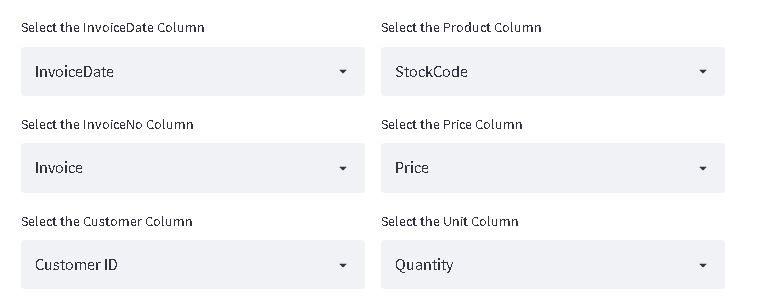 Select the InvoiceDate Column
Select the Product Column
InvoiceDate
StockCode
Select the InvoiceNo Column
Select the Price Column
Invoice
Price
Select the Customer Column
Select the Unit Column
Customer ID
Quantity